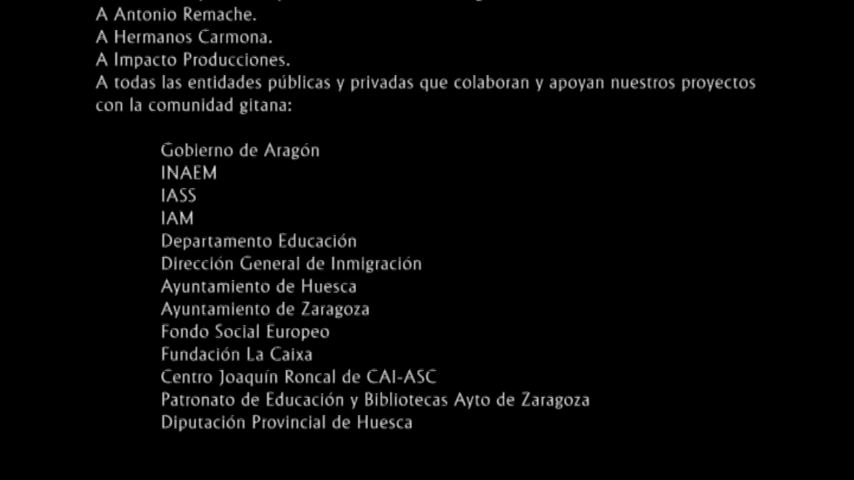 A Antonio Remache.
A Hermanos Carmona.
A Impacto Producciones.
A todas las entidades públicas y privadas que colaboran y apoyan nuestros proyectos
con la comunidad gitana:
Gobierno de Aragón
INAEM
IASS
IAM
Departamento Educación
Dirección General de Inmigración
Ayuntamiento de Huesca
Ayuntamiento de Zaragoza
Fondo Social Europeo
Fundación La Caixa
Centro Joaquín Roncal de CAI-ASC
Patronato de Educación y Bibliotecas Ayto de Zaragoza
Diputación Provincial de Huesca